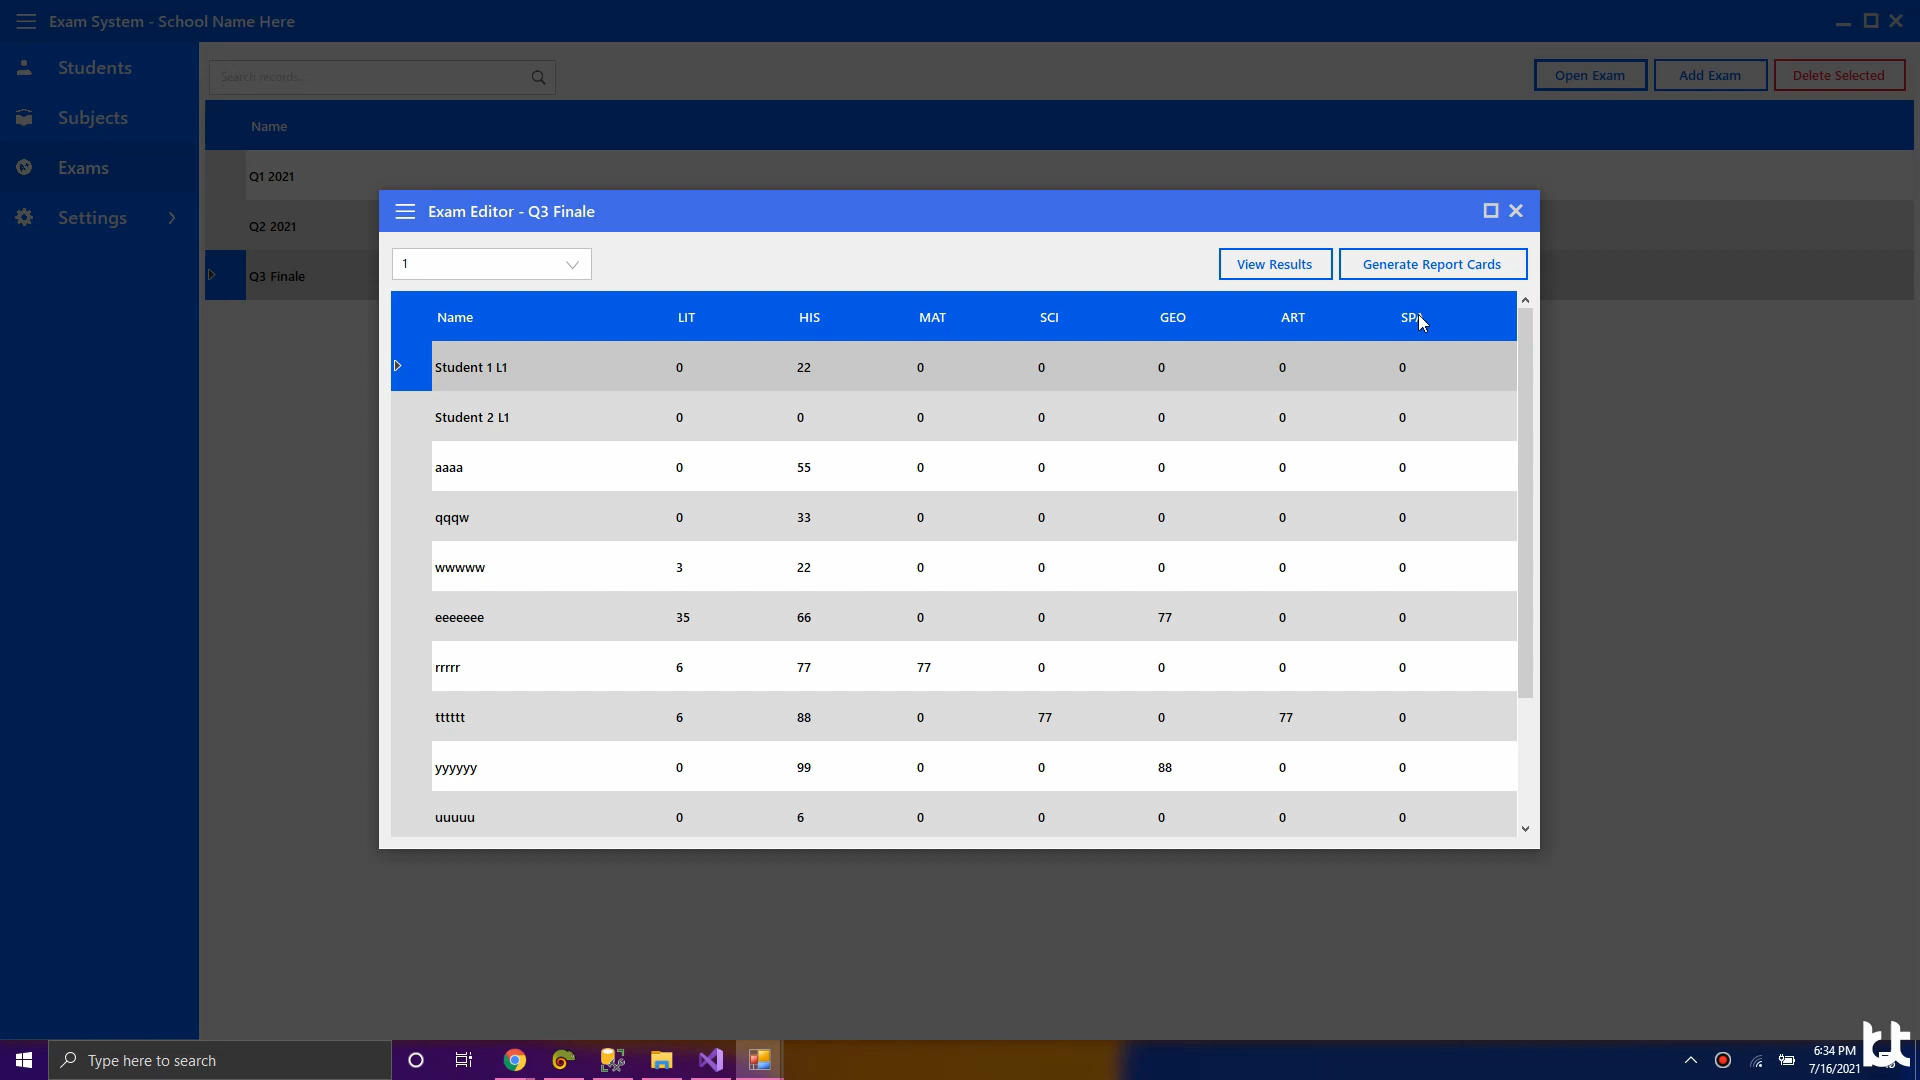 Exam System - School Name Here
Students
Subjects
Exams
Settings
Search records...
Open Exam
Add Exam
Delete Selected
Name
Q1 2021
Q2 2021
Q3 Finale
Exam Editor - Q3 Finale
1
View Results
Generate Report Cards
Name LIT HIS MAT SCI GEO ART SPA
Student 1 L1 0 22 0 0 0 0 0
Student 2 L1 0 0 0 0 0 0 0
aaaa 0 55 0 0 0 0 0
qqqw 0 33 0 0 0 0 0
wwwww 3 22 0 0 0 0 0
eeeeeee 35 66 0 0 77 0 0
rrrrr 6 77 77 0 0 0 0
tttttt 6 88 0 77 0 77 0
yyyyyy 0 99 0 0 88 0 0
uuuuu 0 6 0 0 0 0 0
Type here to search
6:34 PM
7/16/2021